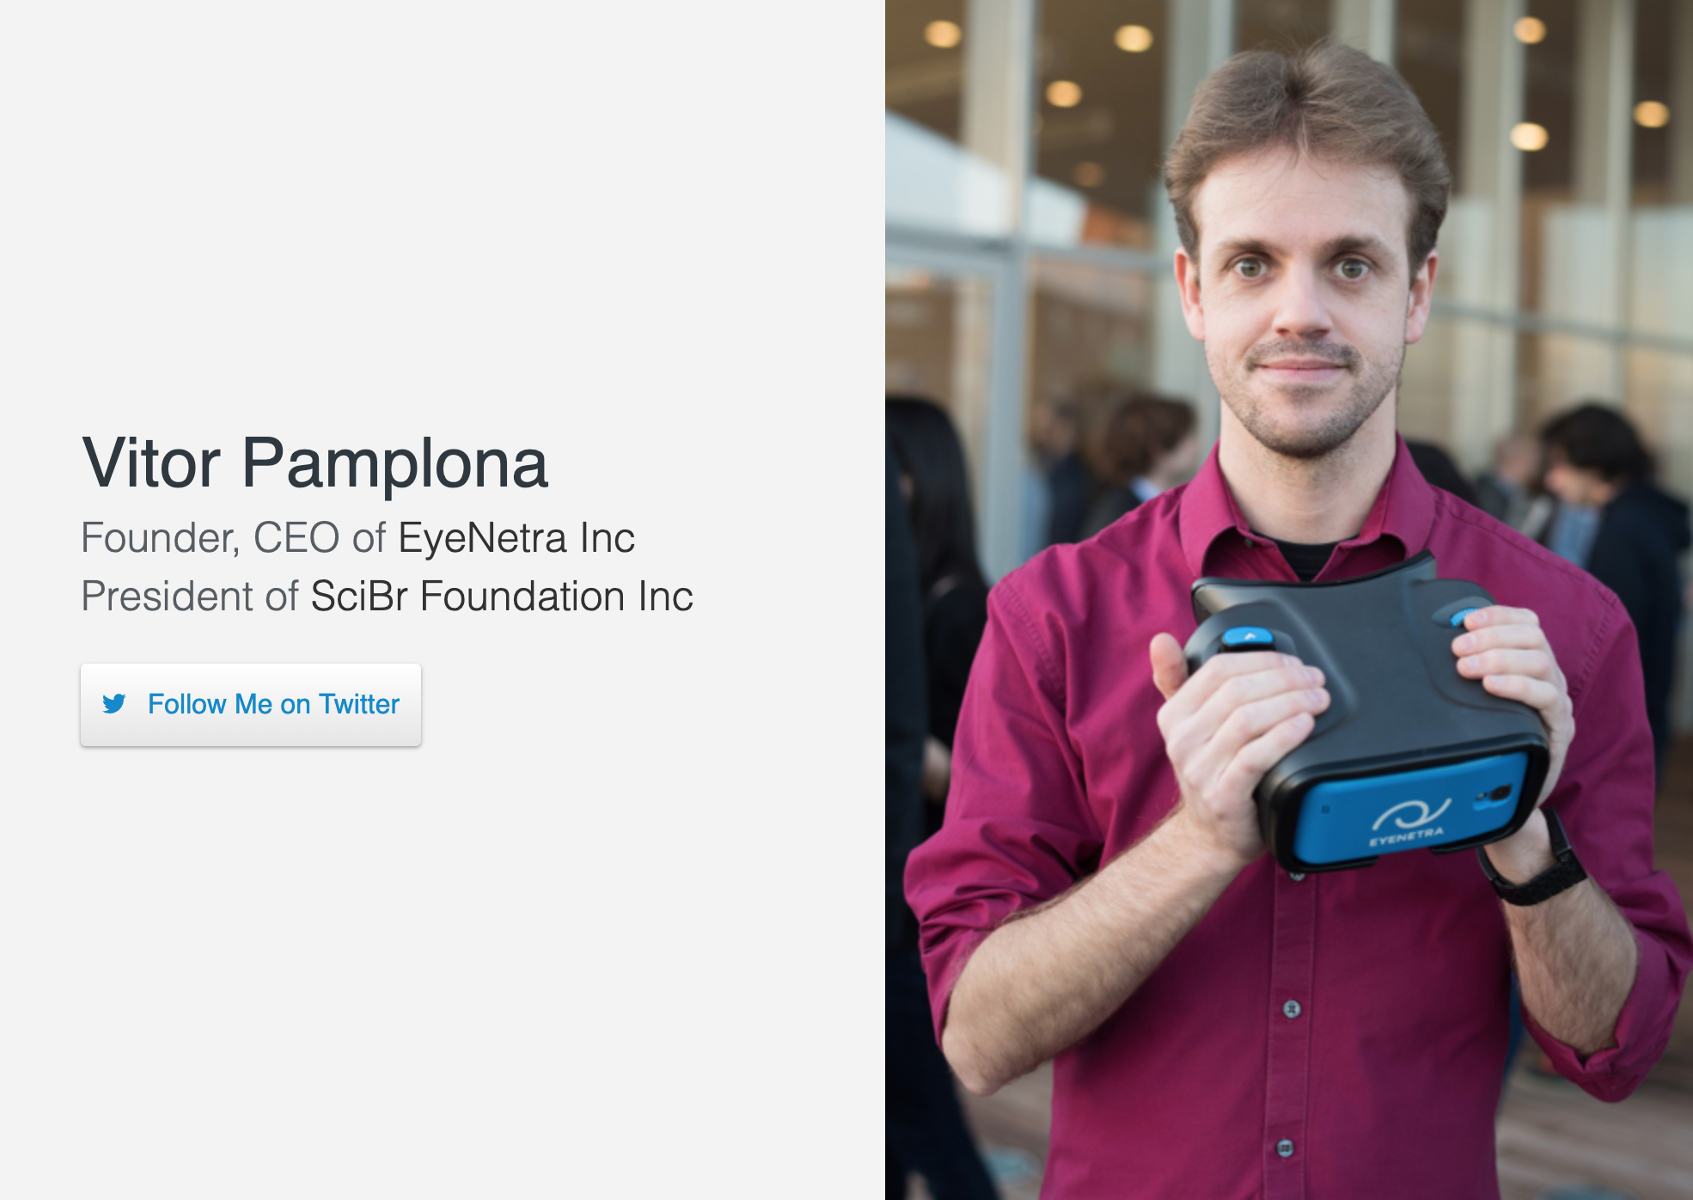 Vitor Pamplona
Founder, CEO of EyeNetra Inc
President of SciBr Foundation Inc
Follow Me on Twitter
EYENETRA